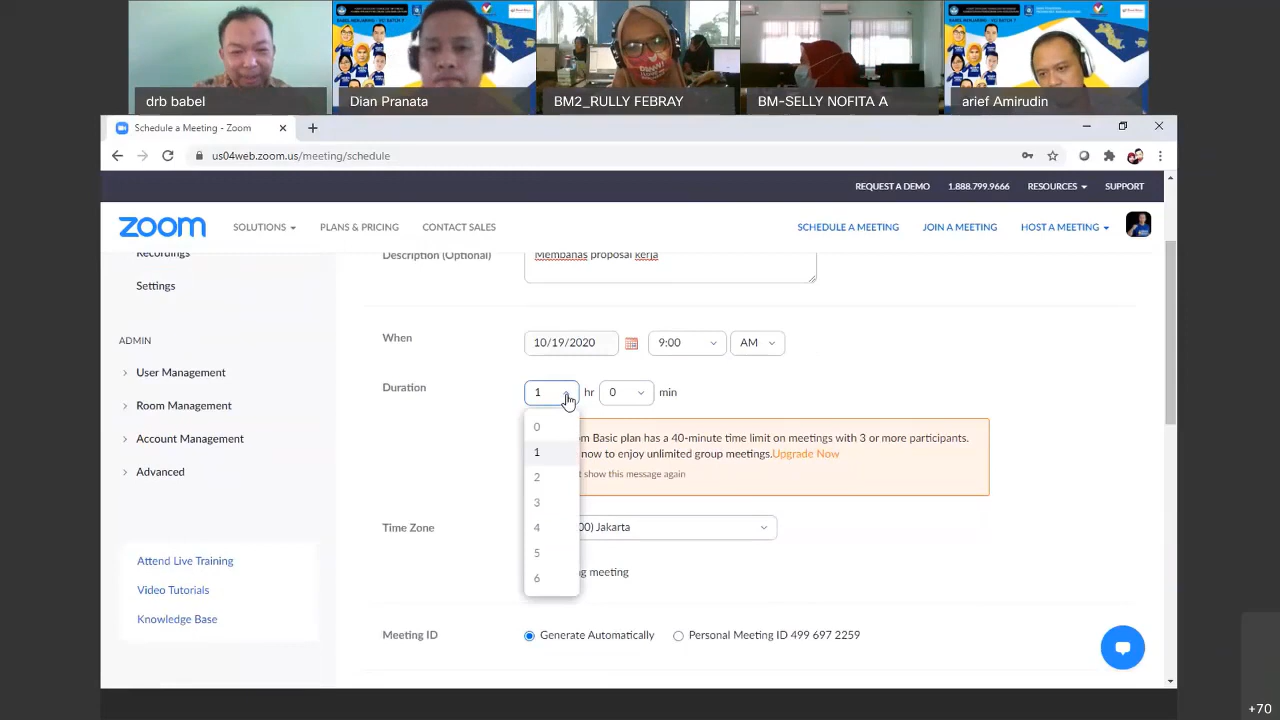 drb babel
Dian Pranata
BM2_RULLY FEBRAY
BM-SELLY NOFITA A
arief Amirudin
Schedule a Meeting - Zoom
us04web.zoom.us/meeting/schedule
REQUEST A DEMO 1.888.799.9666 RESOURCES SUPPORT
zoom SOLUTIONS PLANS & PRICING CONTACT SALES SCHEDULE A MEETING JOIN A MEETING HOST A MEETING
Recordings
Settings
ADMIN
User Management
Room Management
Account Management
Advanced
Attend Live Training
Video Tutorials
Knowledge Base
Description (Optional) Membahas proposal kerja
When 10/19/2020 9:00 AM
Duration 1 hr 0 min
0
1
2
3
4
5
6
m Basic plan has a 40-minute time limit on meetings with 3 or more participants.
now to enjoy unlimited group meetings.Upgrade Now
t show this message again
Time Zone 00) Jakarta
g meeting
Meeting ID Generate Automatically Personal Meeting ID 499 697 2259
+70